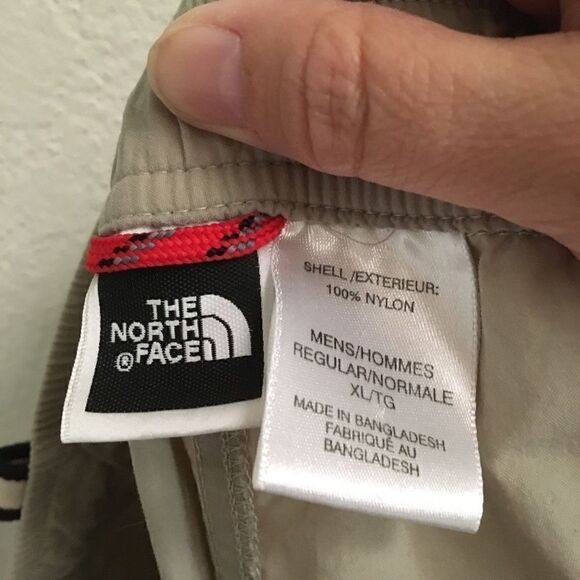 THE
NORTH
® FACE
SHELL/EXTERIEUR:
100% NYLON
MENS/HOMMES
REGULAR/NORMALE
XL/TG
MADE IN BANGLADESH
FABRIQUÉ AU
BANGLADESH